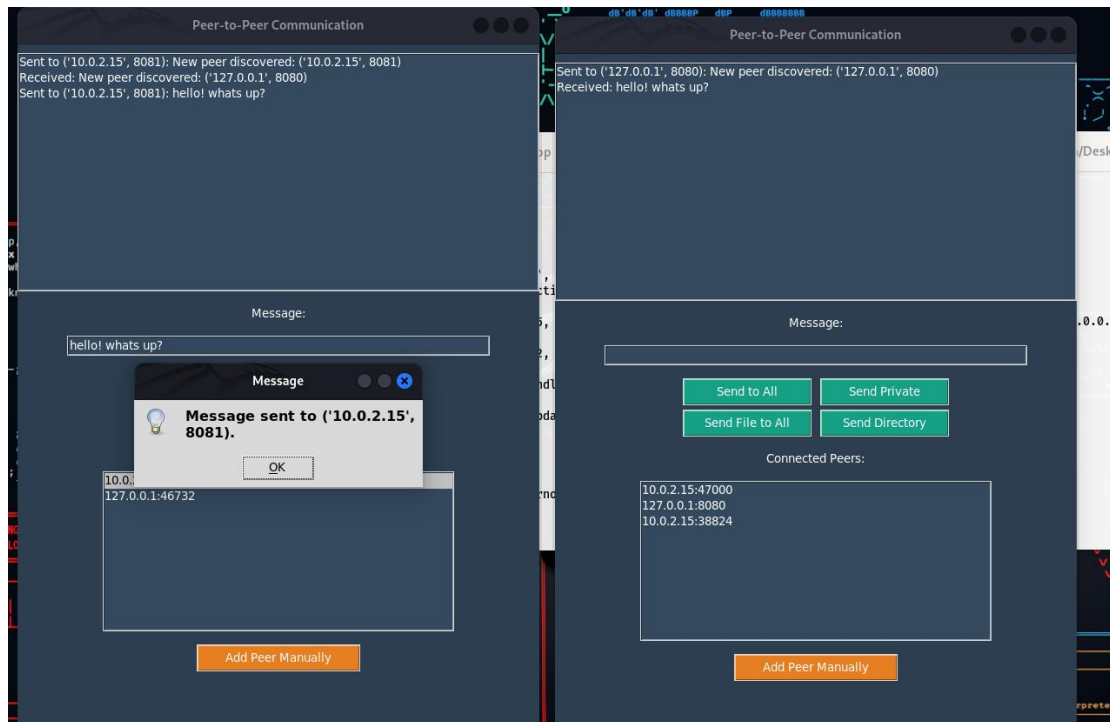 Peer-to-Peer Communication
Sent to ('10.0.2.15', 8081): New peer discovered: ('10.0.2.15', 8081)
Received: New peer discovered: ('127.0.0.1', 8080)
Sent to ('10.0.2.15', 8081): hello! whats up?
Message:
hello! whats up?
Message
Message sent to ('10.0.2.15',
8081).
OK
10.0.
127.0.0.1:46732
Add Peer Manually
Peer-to-Peer Communication
Sent to ('127.0.0.1', 8080): New peer discovered: ('127.0.0.1', 8080)
Received: hello! whats up?
Message:
Send to All
Send Private
Send File to All
Send Directory
Connected Peers:
10.0.2.15:47000
127.0.0.1:8080
10.0.2.15:38824
Add Peer Manually
/Desk
.0.0.